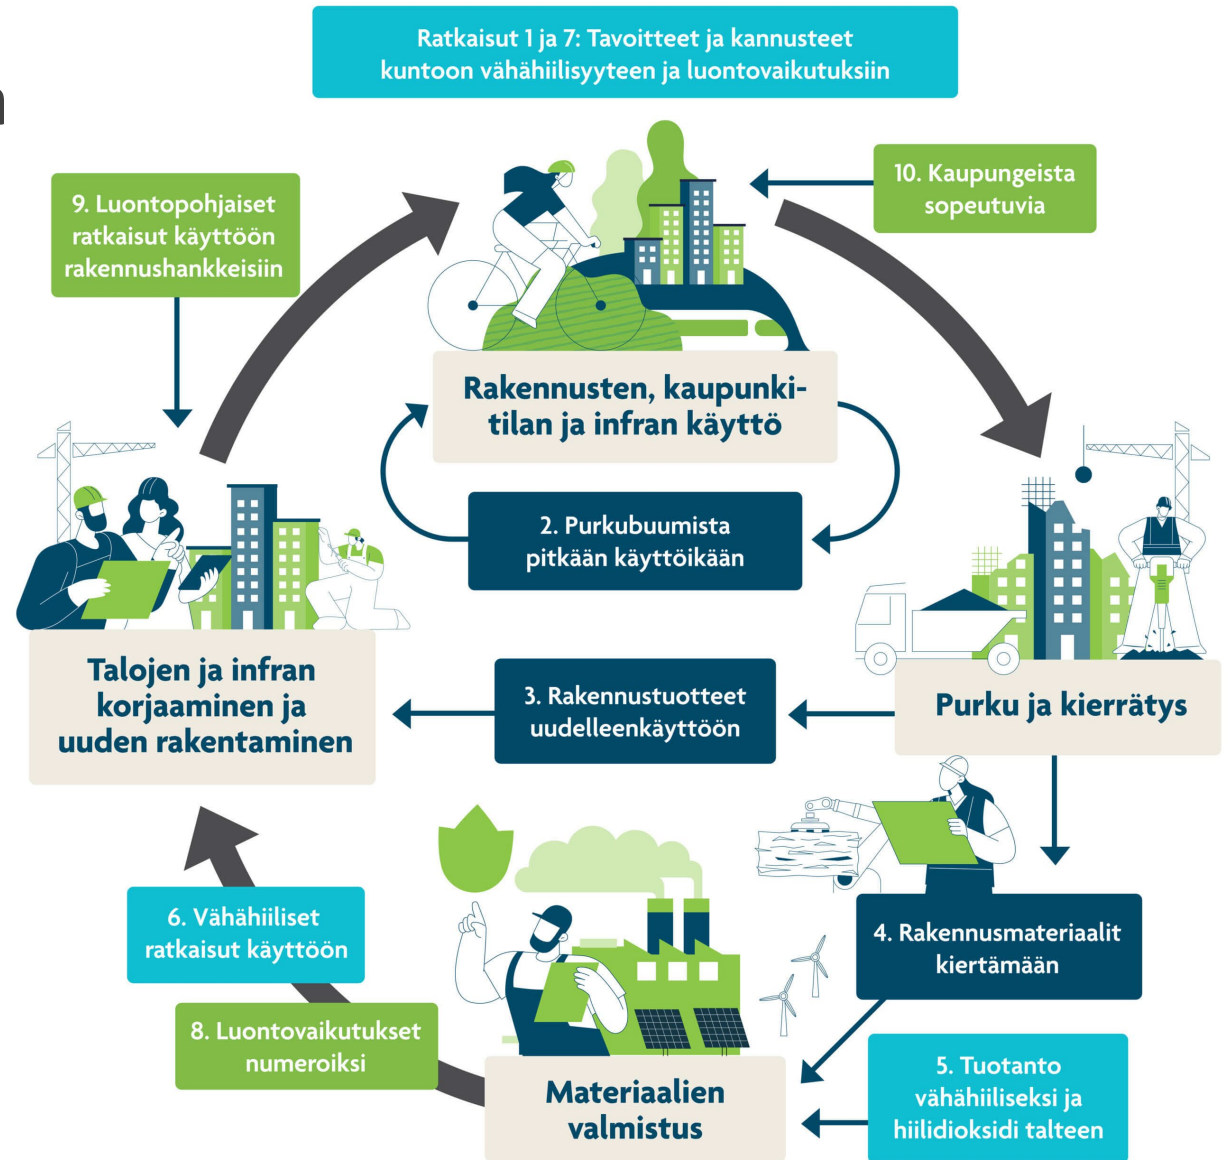 Ratkaisut 1 ja 7: Tavoitteet ja kannusteet
kuntoon vähähiilisyyteen ja luontovaikutuksiin
9. Luontopohjaiset
ratkaisut käyttöön
rakennushankkeisiin
10. Kaupungeista
sopeutuvia
Rakennusten, kaupunki-
tilan ja infran käyttö
2. Purkubuumista
pitkään käyttöikään
Talojen ja infran
korjaaminen ja
uuden rakentaminen
3. Rakennustuotteet
uudelleenkäyttöön
Purku ja kierrätys
6. Vähähiiliset
ratkaisut käyttöön
4. Rakennusmateriaalit
kiertämään
8. Luontovaikutukset
numeroiksi
Materiaalien
valmistus
5. Tuotanto
vähähiiliseksi ja
hiilidioksidi talteen